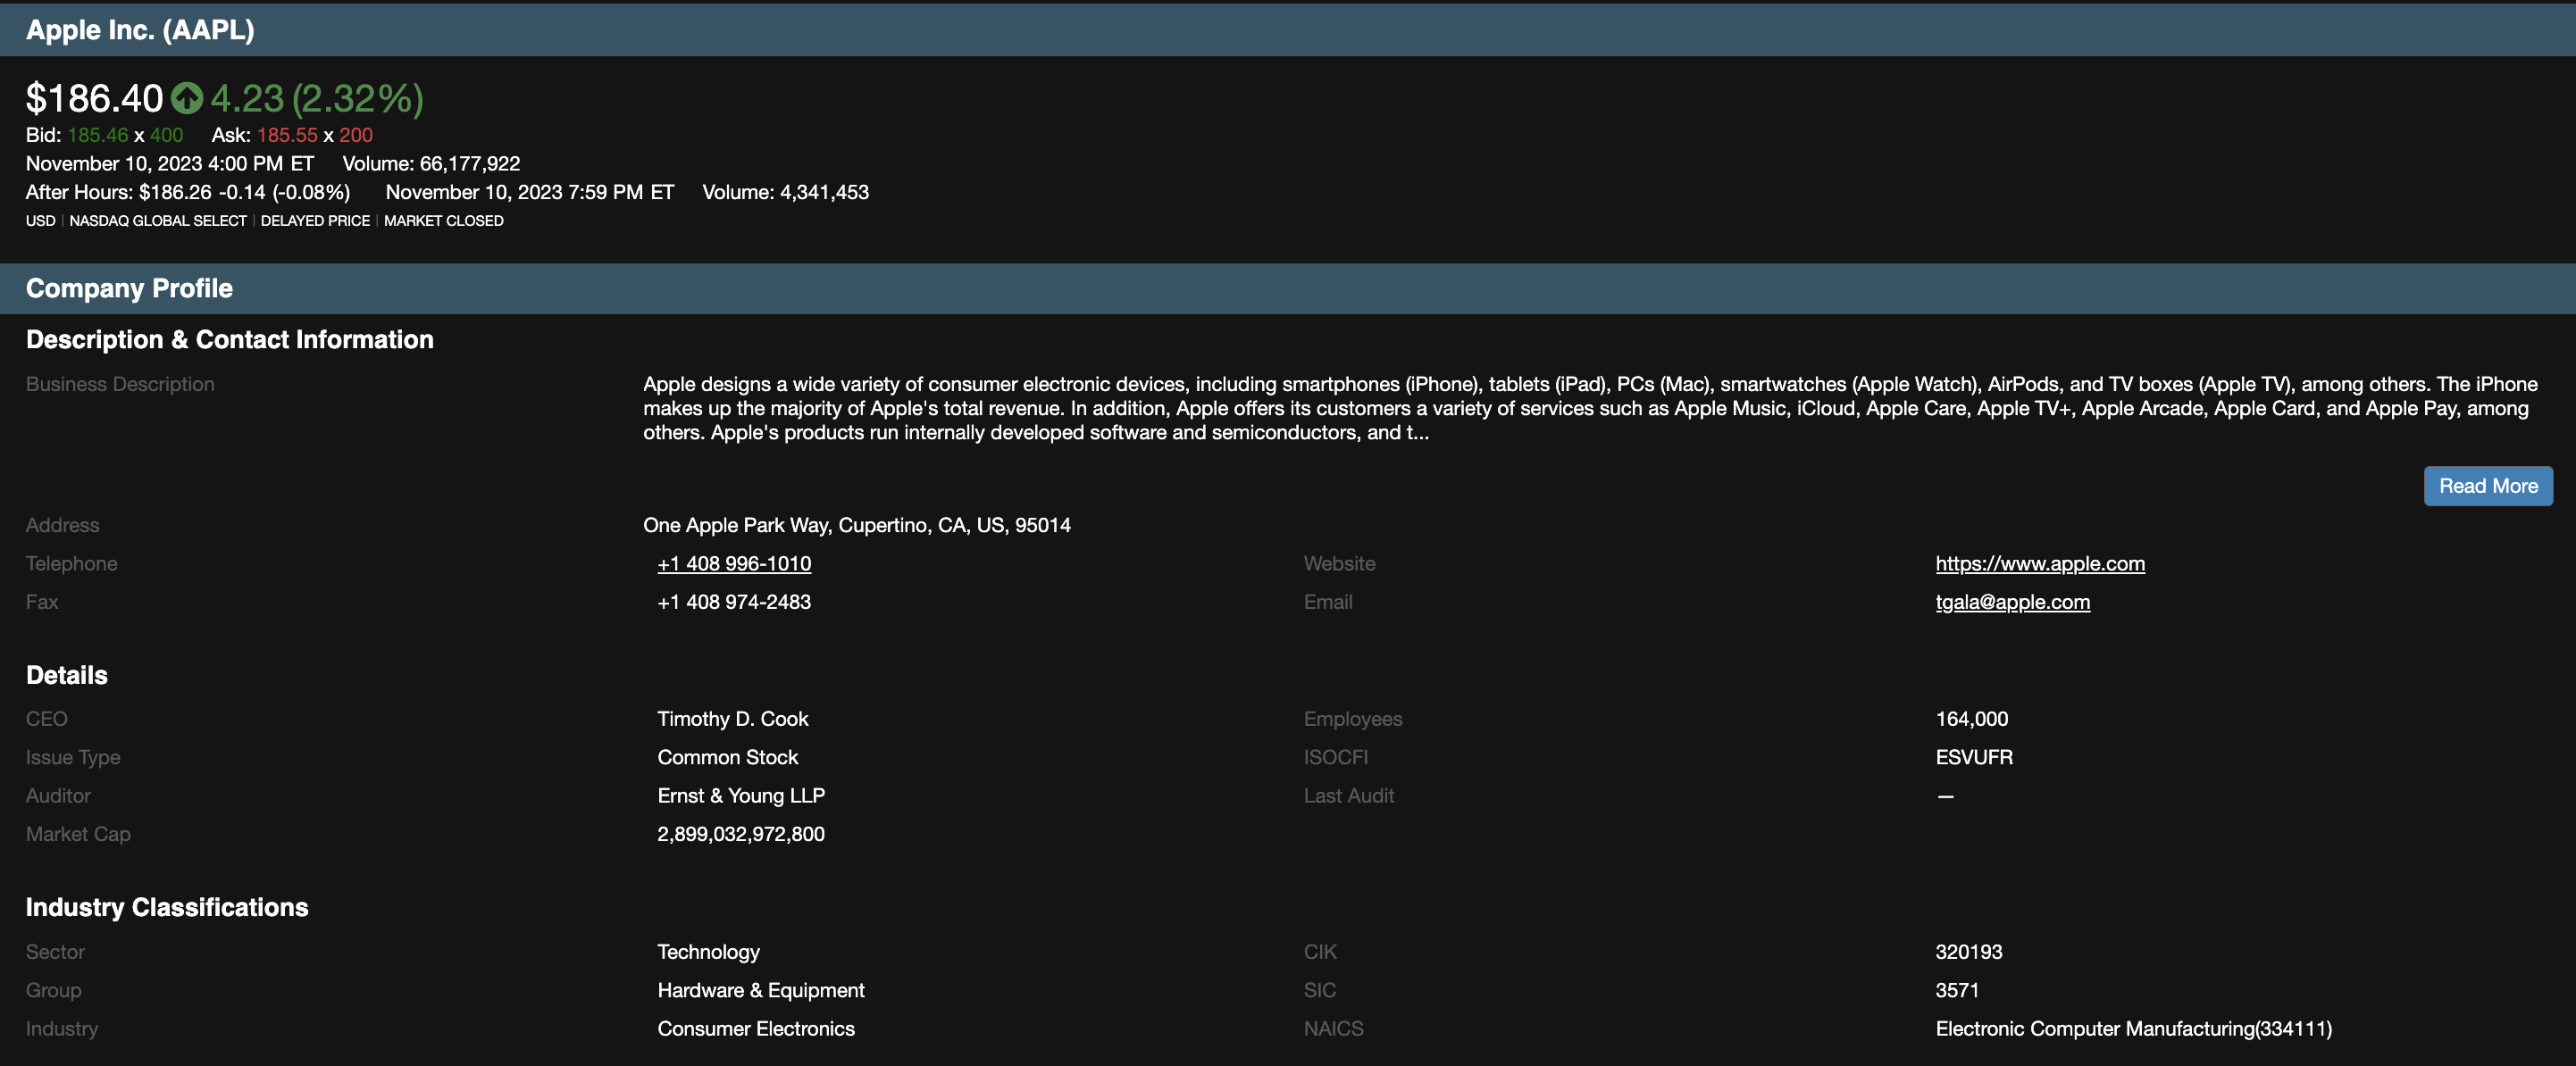 Apple Inc. (AAPL)
$186.40 4.23 (2.32%)
Bid: 185.46 x 400 Ask: 185.55 x 200
November 10, 2023 4:00 PM ET Volume: 66,177,922
After Hours: $186.26 -0.14 (-0.08%) November 10, 2023 7:59 PM ET Volume: 4,341,453
USD | NASDAQ GLOBAL SELECT | DELAYED PRICE | MARKET CLOSED
Company Profile
Description & Contact Information
Business Description Apple designs a wide variety of consumer electronic devices, including smartphones (iPhone), tablets (iPad), PCs (Mac), smartwatches (Apple Watch), AirPods, and TV boxes (Apple TV), among others. The iPhone
makes up the majority of Apple's total revenue. In addition, Apple offers its customers a variety of services such as Apple Music, iCloud, Apple Care, Apple TV+, Apple Arcade, Apple Card, and Apple Pay, among
others. Apple's products run internally developed software and semiconductors, and t...
Read More
Address One Apple Park Way, Cupertino, CA, US, 95014
Telephone +1 408 996-1010 Website https://www.apple.com
Fax +1 408 974-2483 Email tgala@apple.com
Details
CEO Timothy D. Cook Employees 164,000
Issue Type Common Stock ISOCFI ESVUFR
Auditor Ernst & Young LLP Last Audit —
Market Cap 2,899,032,972,800
Industry Classifications
Sector Technology CIK 320193
Group Hardware & Equipment SIC 3571
Industry Consumer Electronics NAICS Electronic Computer Manufacturing(334111)